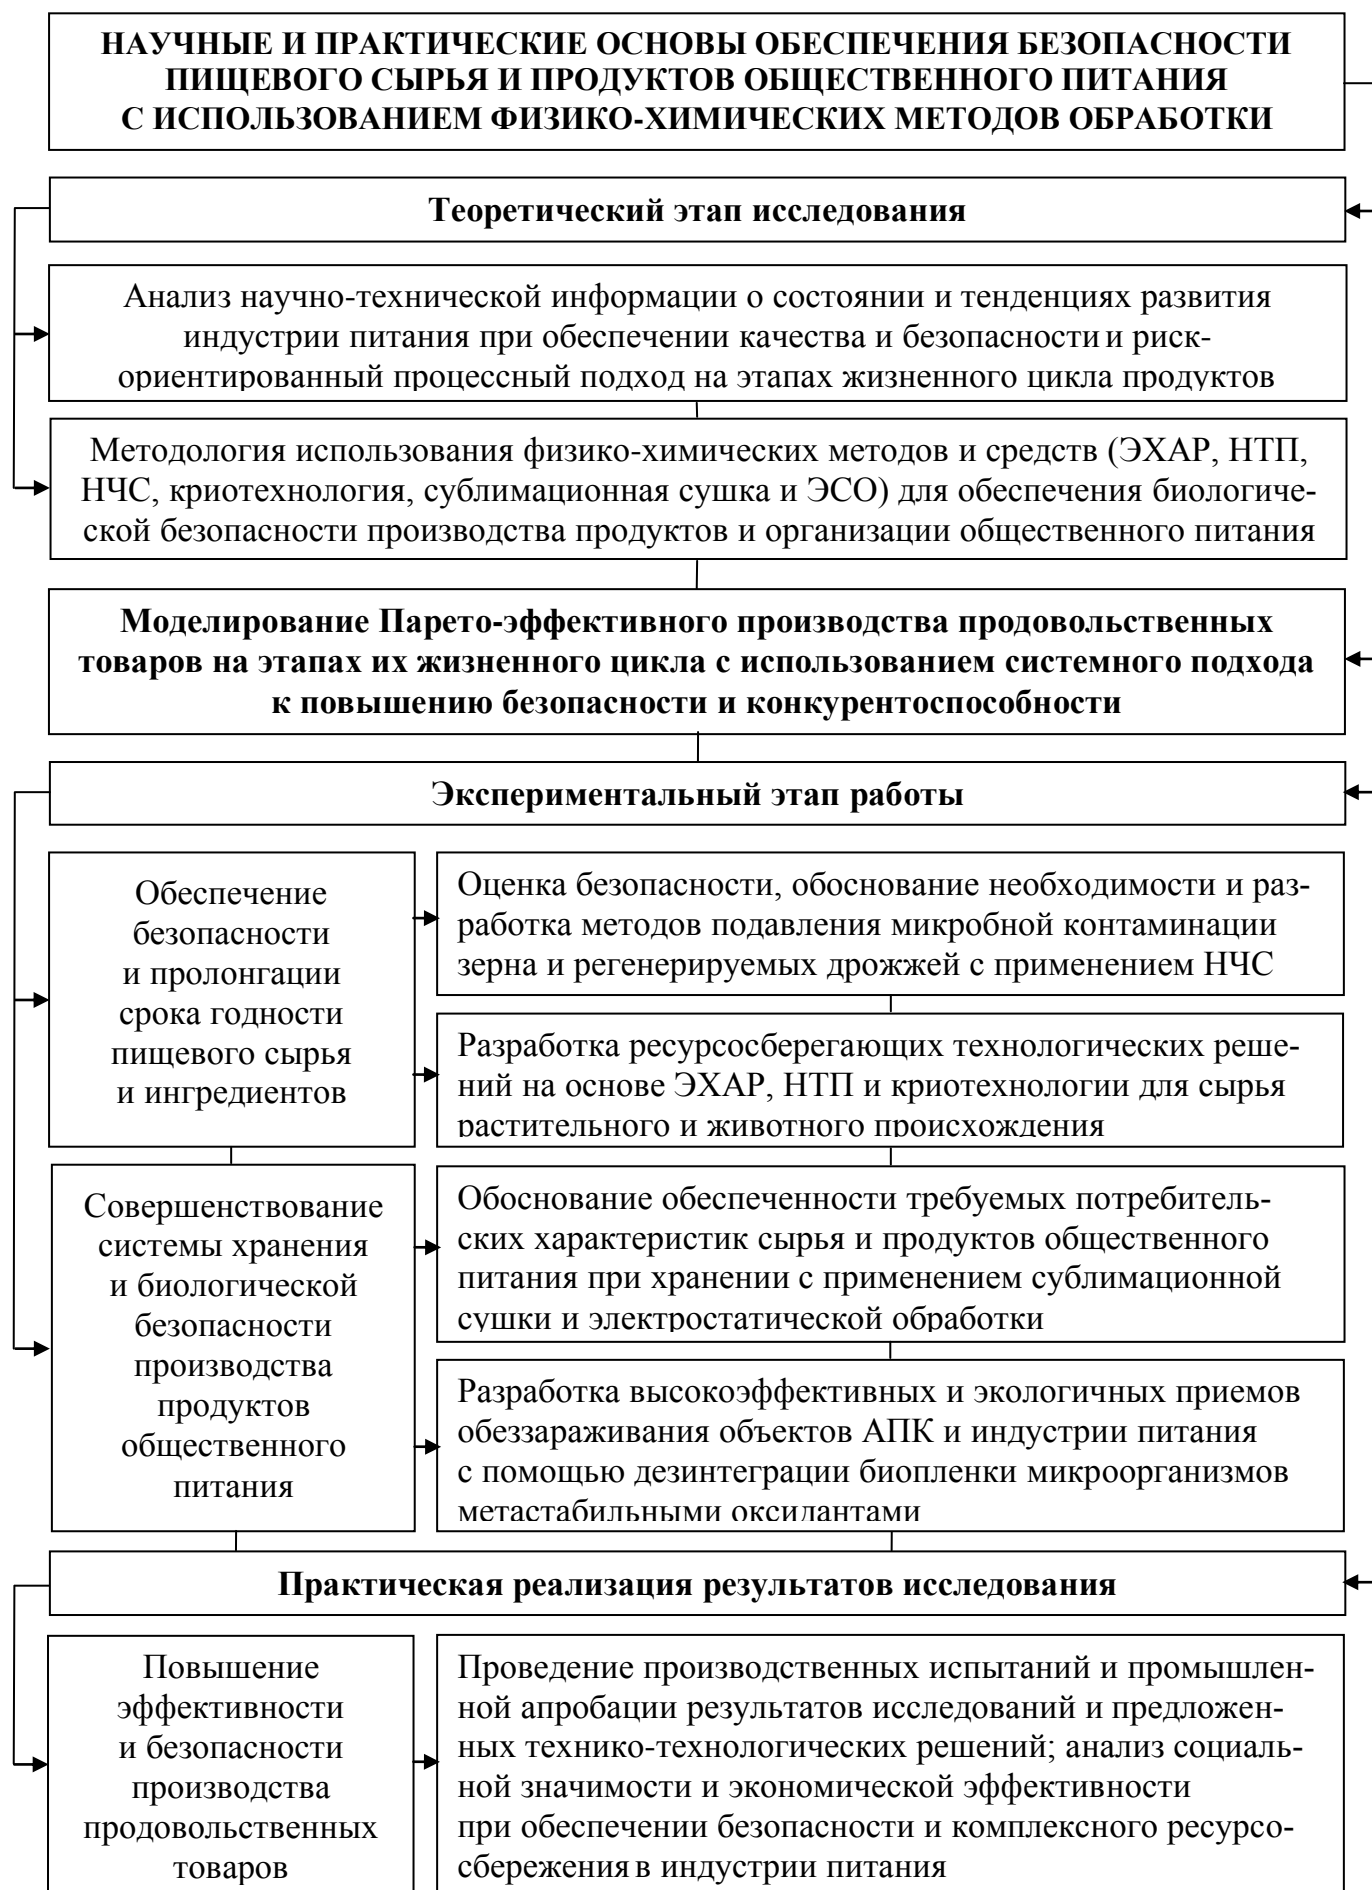 НАУЧНЫЕ И ПРАКТИЧЕСКИЕ ОСНОВЫ ОБЕСПЕЧЕНИЯ БЕЗОПАСНОСТИ
ПИЩЕВОГО СЫРЬЯ И ПРОДУКТОВ ОБЩЕСТВЕННОГО ПИТАНИЯ
С ИСПОЛЬЗОВАНИЕМ ФИЗИКО-ХИМИЧЕСКИХ МЕТОДОВ ОБРАБОТКИ
Теоретический этап исследования
Анализ научно-технической информации о состоянии и тенденциях развития
индустрии питания при обеспечении качества и безопасности и риск-
ориентированный процессный подход на этапах жизненного цикла продуктов
Методология использования физико-химических методов и средств (ЭХАР, НТП,
НЧС, криотехнология, сублимационная сушка и ЭСО) для обеспечения биологиче-
ской безопасности производства продуктов и организации общественного питания
Моделирование Парето-эффективного производства продовольственных
товаров на этапах их жизненного цикла с использованием системного подхода
к повышению безопасности и конкурентоспособности
Экспериментальный этап работы
Обеспечение
безопасности
и пролонгации
срока годности
пищевого сырья
и ингредиентов
Оценка безопасности, обоснование необходимости и раз-
работка методов подавления микробной контаминации
зерна и регенерируемых дрожжей с применением НЧС
Разработка ресурсосберегающих технологических реше-
ний на основе ЭХАР, НТП и криотехнологии для сырья
растительного и животного происхождения
Совершенствование
системы хранения
и биологической
безопасности
производства
продуктов
общественного
питания
Обоснование обеспеченности требуемых потребитель-
ских характеристик сырья и продуктов общественного
питания при хранении с применением сублимационной
сушки и электростатической обработки
Разработка высокоэффективных и экологичных приемов
обеззараживания объектов АПК и индустрии питания
с помощью дезинтеграции биопленки микроорганизмов
метастабильными оксидантами
Практическая реализация результатов исследования
Повышение
эффективности
и безопасности
производства
продовольственных
товаров
Проведение производственных испытаний и промышлен-
ной апробации результатов исследований и предложен-
ных технико-технологических решений; анализ социаль-
ной значимости и экономической эффективности
при обеспечении безопасности и комплексного ресурсо-
сбережения в индустрии питания